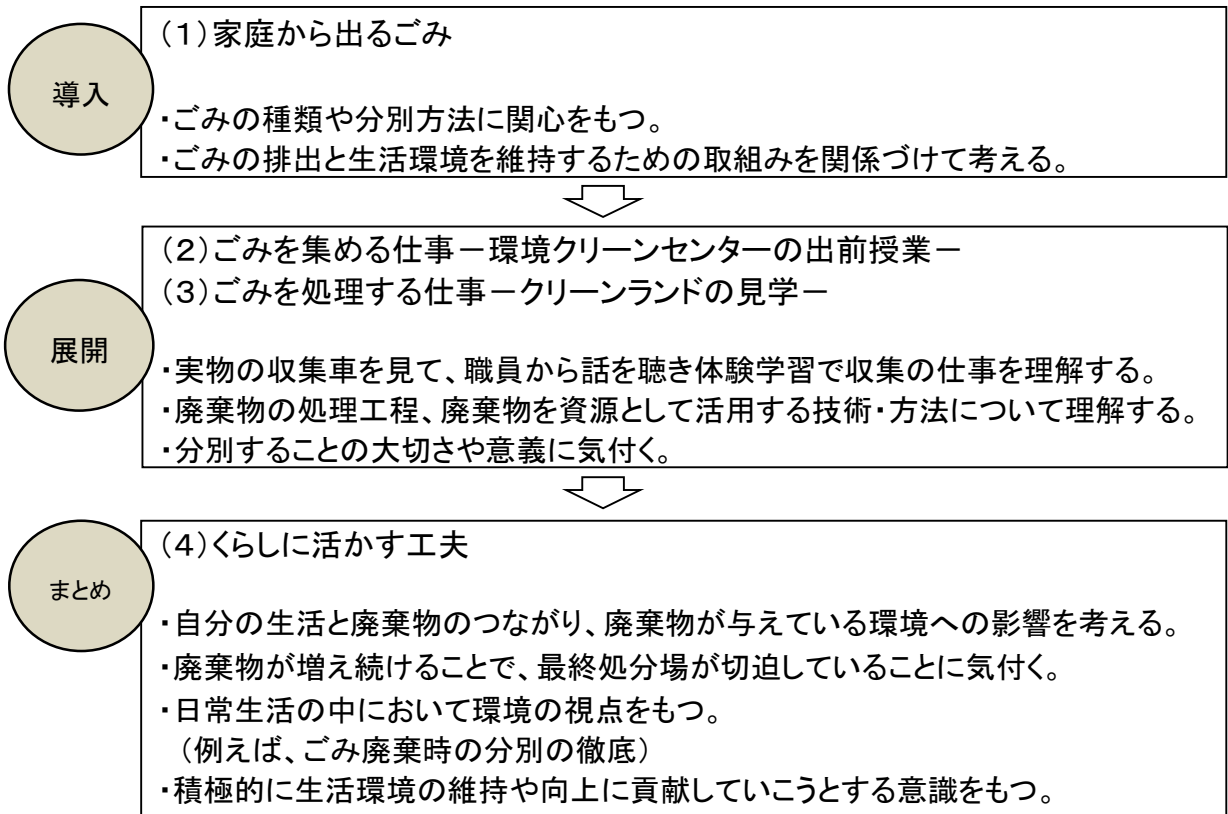 導入
(1)家庭から出るごみ
・ごみの種類や分別方法に関心をもつ。
・ごみの排出と生活環境を維持するための取組みを関係づけて考える。
展開
(2)ごみを集める仕事－環境クリーンセンターの出前授業－
(3)ごみを処理する仕事－クリーンランドの見学－
・実物の収集車を見て、職員から話を聴き体験学習で収集の仕事を理解する。
・廃棄物の処理工程、廃棄物を資源として活用する技術・方法について理解する。
・分別することの大切さや意義に気付く。
まとめ
(4)くらしに活かす工夫
・自分の生活と廃棄物のつながり、廃棄物が与えている環境への影響を考える。
・廃棄物が増え続けることで、最終処分場が切迫していることに気付く。
・日常生活の中において環境の視点をもつ。
(例えば、ごみ廃棄時の分別の徹底)
・積極的に生活環境の維持や向上に貢献していこうとする意識をもつ。